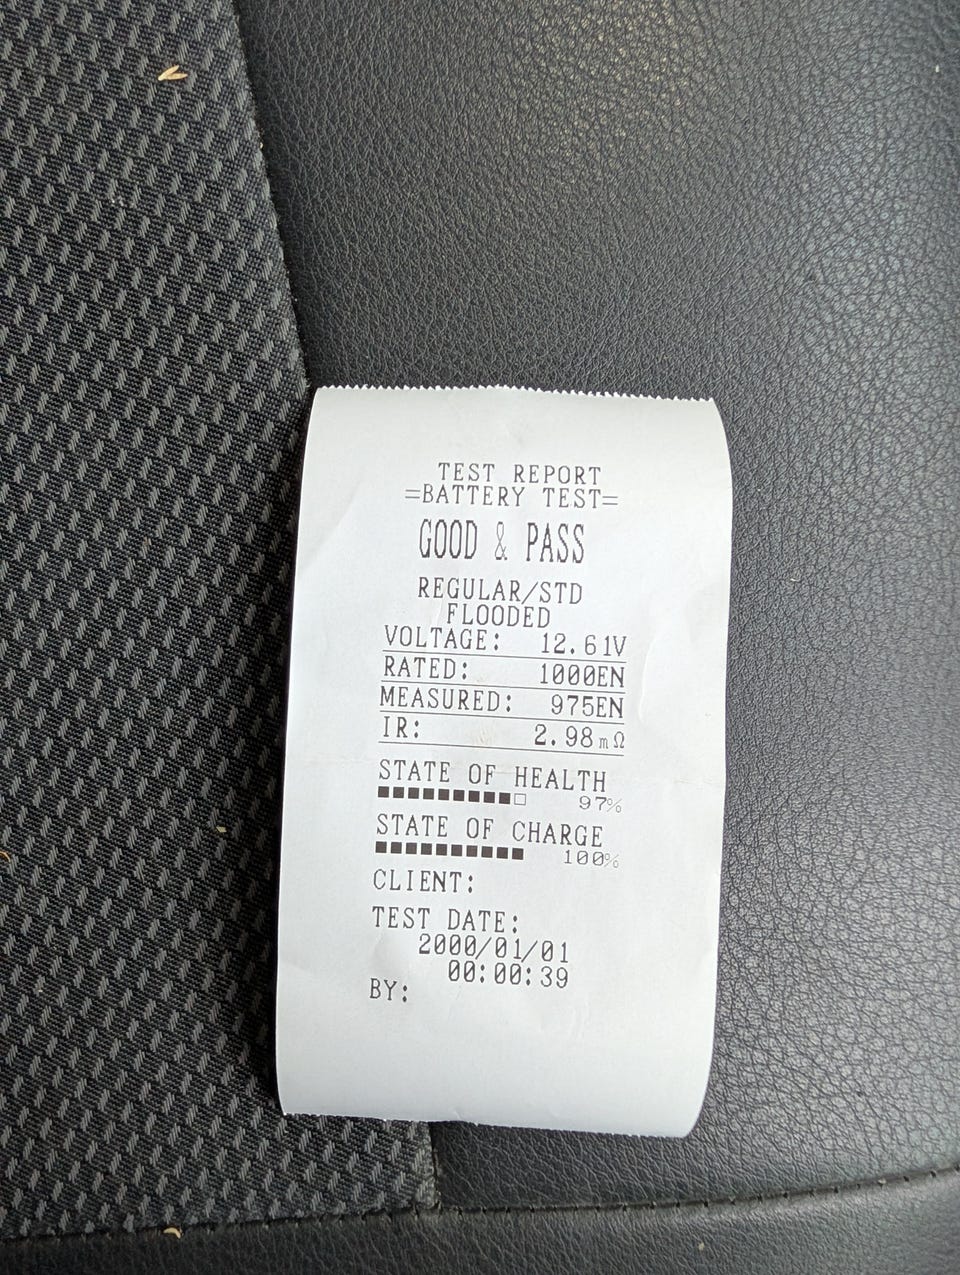 TEST REPORT
=BATTERY TEST=
GOOD & PASS
REGULAR/STD
FLOODED
VOLTAGE: 12.61V
RATED: 1000EN
MEASURED: 975EN
IR: 2.98mΩ
STATE OF HEALTH
97%
STATE OF CHARGE
100%
CLIENT:
TEST DATE:
2000/01/01
00:00:39
BY: